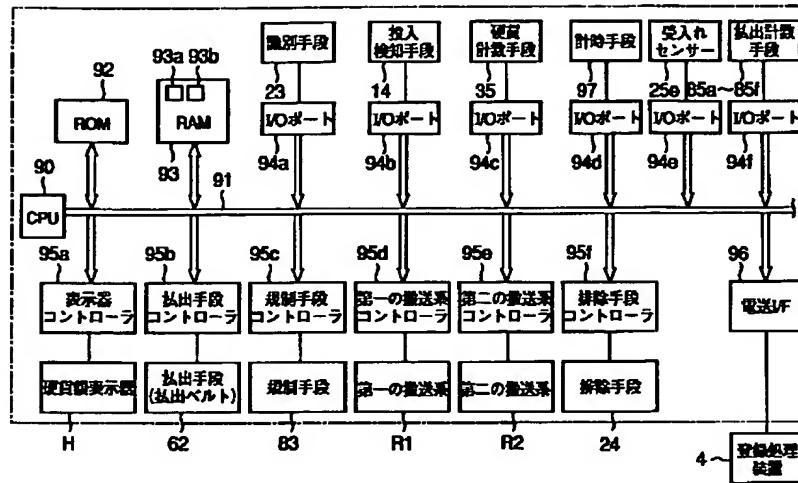 識別手段
投入
検知手段
硬貨
計数手段
計時手段
受入れ
センサー
払出計数
手段
92
93a
93b
23
14
35
97
25e
85a～85f
ROM
RAM
I/Oポート
I/Oポート
I/Oポート
I/Oポート
I/Oポート
I/Oポート
93
94a
94b
94c
94d
94e
94f
90
91
CPU
95a
95b
95c
95d
95e
95f
96
表示器
コントローラ
払出手段
コントローラ
規制手段
コントローラ
第一の搬送系
コントローラ
第二の搬送系
コントローラ
排除手段
コントローラ
電送I/F
硬貨額表示器
払出手段
(払出ベルト)
規制手段
第一の搬送系
第二の搬送系
排除手段
H
62
83
R1
R2
24
4
登録処理
装置